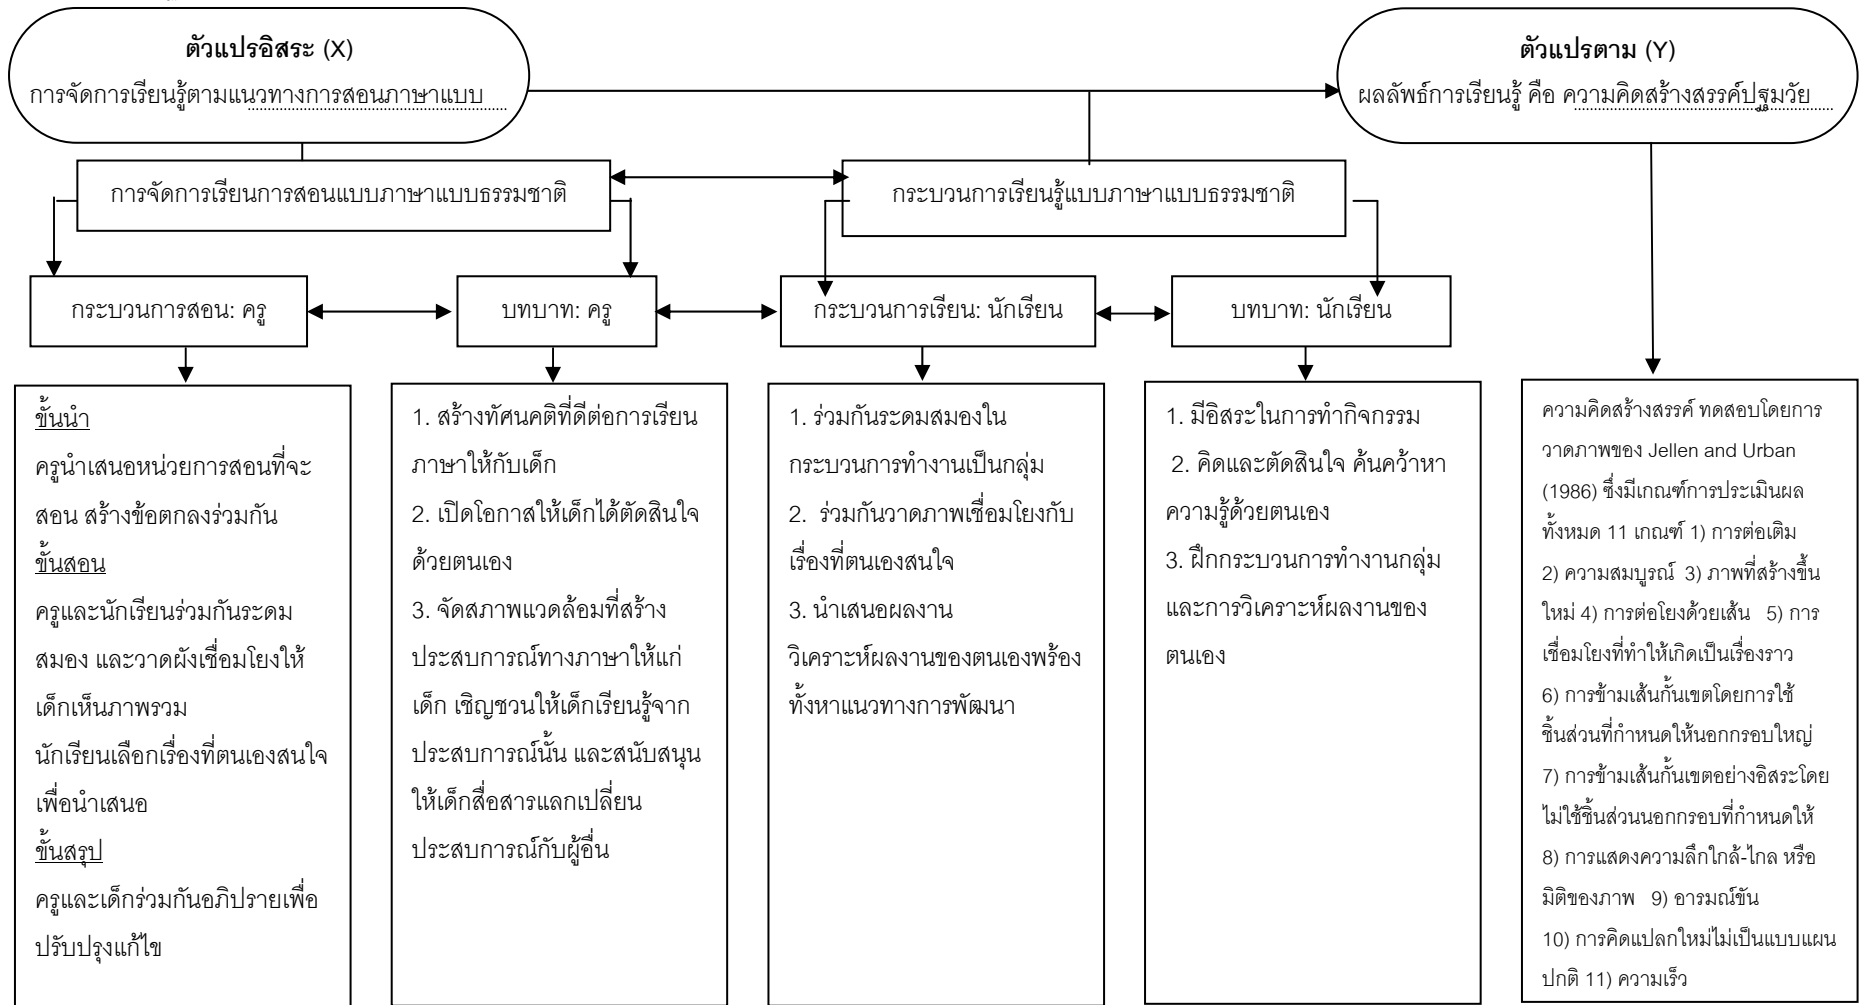 ตัวแปรอิสระ (X)
การจัดการเรียนรู้ตามแนวทางการสอนภาษาแบบ
ตัวแปรตาม (Y)
ผลลัพธ์การเรียนรู้ คือ ความคิดสร้างสรรค์ปฐมวัย
การจัดการเรียนการสอนแบบภาษาแบบธรรมชาติ
กระบวนการเรียนรู้แบบภาษาแบบธรรมชาติ
กระบวนการสอน: ครู
บทบาท: ครู
กระบวนการเรียน: นักเรียน
บทบาท: นักเรียน
ขั้นนำ
ครูนำเสนอหน่วยการสอนที่จะ
สอน สร้างข้อตกลงร่วมกัน
ขั้นสอน
ครูและนักเรียนร่วมกันระดม
สมอง และวาดผังเชื่อมโยงให้
เด็กเห็นภาพรวม
นักเรียนเลือกเรื่องที่ตนเองสนใจ
เพื่อนำเสนอ
ขั้นสรุป
ครูและเด็กร่วมกันอภิปรายเพื่อ
ปรับปรุงแก้ไข
1. สร้างทัศนคติที่ดีต่อการเรียน
ภาษาให้กับเด็ก
2. เปิดโอกาสให้เด็กได้ตัดสินใจ
ด้วยตนเอง
3. จัดสภาพแวดล้อมที่สร้าง
ประสบการณ์ทางภาษาให้แก่
เด็ก เชิญชวนให้เด็กเรียนรู้จาก
ประสบการณ์นั้น และสนับสนุน
ให้เด็กสื่อสารแลกเปลี่ยน
ประสบการณ์กับผู้อื่น
1. ร่วมกันระดมสมองใน
กระบวนการทำงานเป็นกลุ่ม
2. ร่วมกันวาดภาพเชื่อมโยงกับ
เรื่องที่ตนเองสนใจ
3. นำเสนอผลงาน
วิเคราะห์ผลงานของตนเองพร้อง
ทั้งหาแนวทางการพัฒนา
1. มีอิสระในการทำกิจกรรม
2. คิดและตัดสินใจ ค้นคว้าหา
ความรู้ด้วยตนเอง
3. ฝึกกระบวนการทำงานกลุ่ม
และการวิเคราะห์ผลงานของ
ตนเอง
ความคิดสร้างสรรค์ ทดสอบโดยการ
วาดภาพของ Jellen and Urban
(1986) ซึ่งมีเกณฑ์การประเมินผล
ทั้งหมด 11 เกณฑ์ 1) การต่อเติม
2) ความสมบูรณ์ 3) ภาพที่สร้างขึ้น
ใหม่ 4) การต่อโยงด้วยเส้น 5) การ
เชื่อมโยงที่ทำให้เกิดเป็นเรื่องราว
6) การข้ามเส้นกั้นเขตโดยการใช้
ชิ้นส่วนที่กำหนดให้นอกกรอบใหญ่
7) การข้ามเส้นกั้นเขตอย่างอิสระโดย
ไม่ใช้ชิ้นส่วนนอกกรอบที่กำหนดให้
8) การแสดงความลึกใกล้-ไกล หรือ
มิติของภาพ 9) อารมณ์ขัน
10) การคิดแปลกใหม่ไม่เป็นแบบแผน
ปกติ 11) ความเร็ว